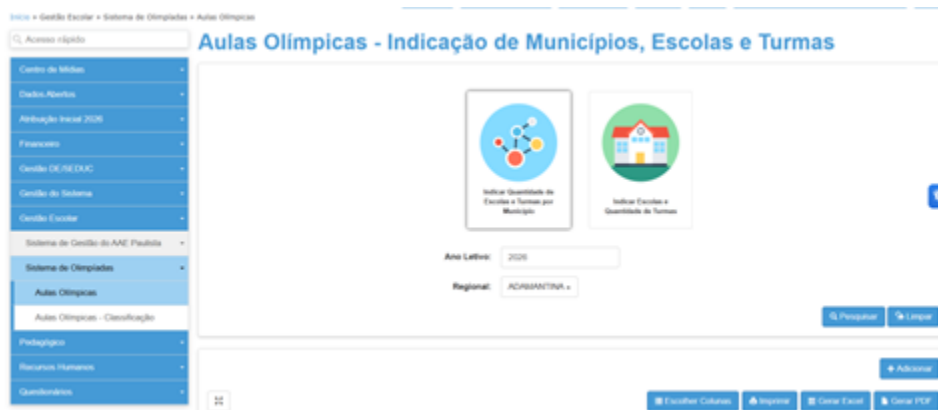 Início » Gestão Escolar » Sistema de Olimpíadas » Aulas Olímpicas
Acesso rápido
Aulas Olímpicas - Indicação de Municípios, Escolas e Turmas
Centro de Mídias
Dados Abertos
Atribuição Inicial 2026
Financeiro
Gestão DE/SEDUC
Gestão do Sistema
Gestão Escolar
Sistema de Gestão do AAE Paulista
Sistema de Olimpíadas
Aulas Olímpicas
Aulas Olímpicas - Classificação
Pedagógico
Recursos Humanos
Questionários
Indicar Quantidade de
Escolas e Turmas por
Município
Indicar Escolas e
Quantidade de Turmas
Ano Letivo: 2026
Regional: ADAMANTINA
Pesquisar Limpar
Adicionar
Escolher Colunas Imprimir Gerar Excel Gerar PDF